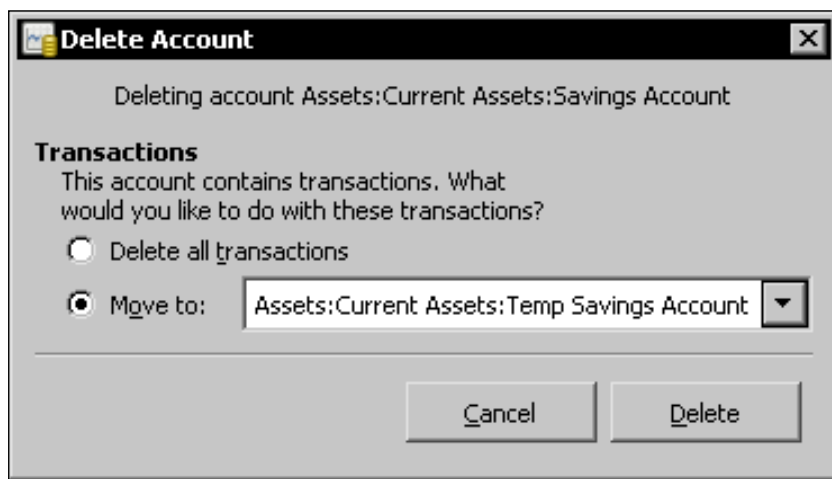 Delete Account
Deleting account Assets:Current Assets:Savings Account
Transactions
This account contains transactions. What
would you like to do with these transactions?
Delete all transactions
Move to: Assets:Current Assets:Temp Savings Account
Cancel Delete